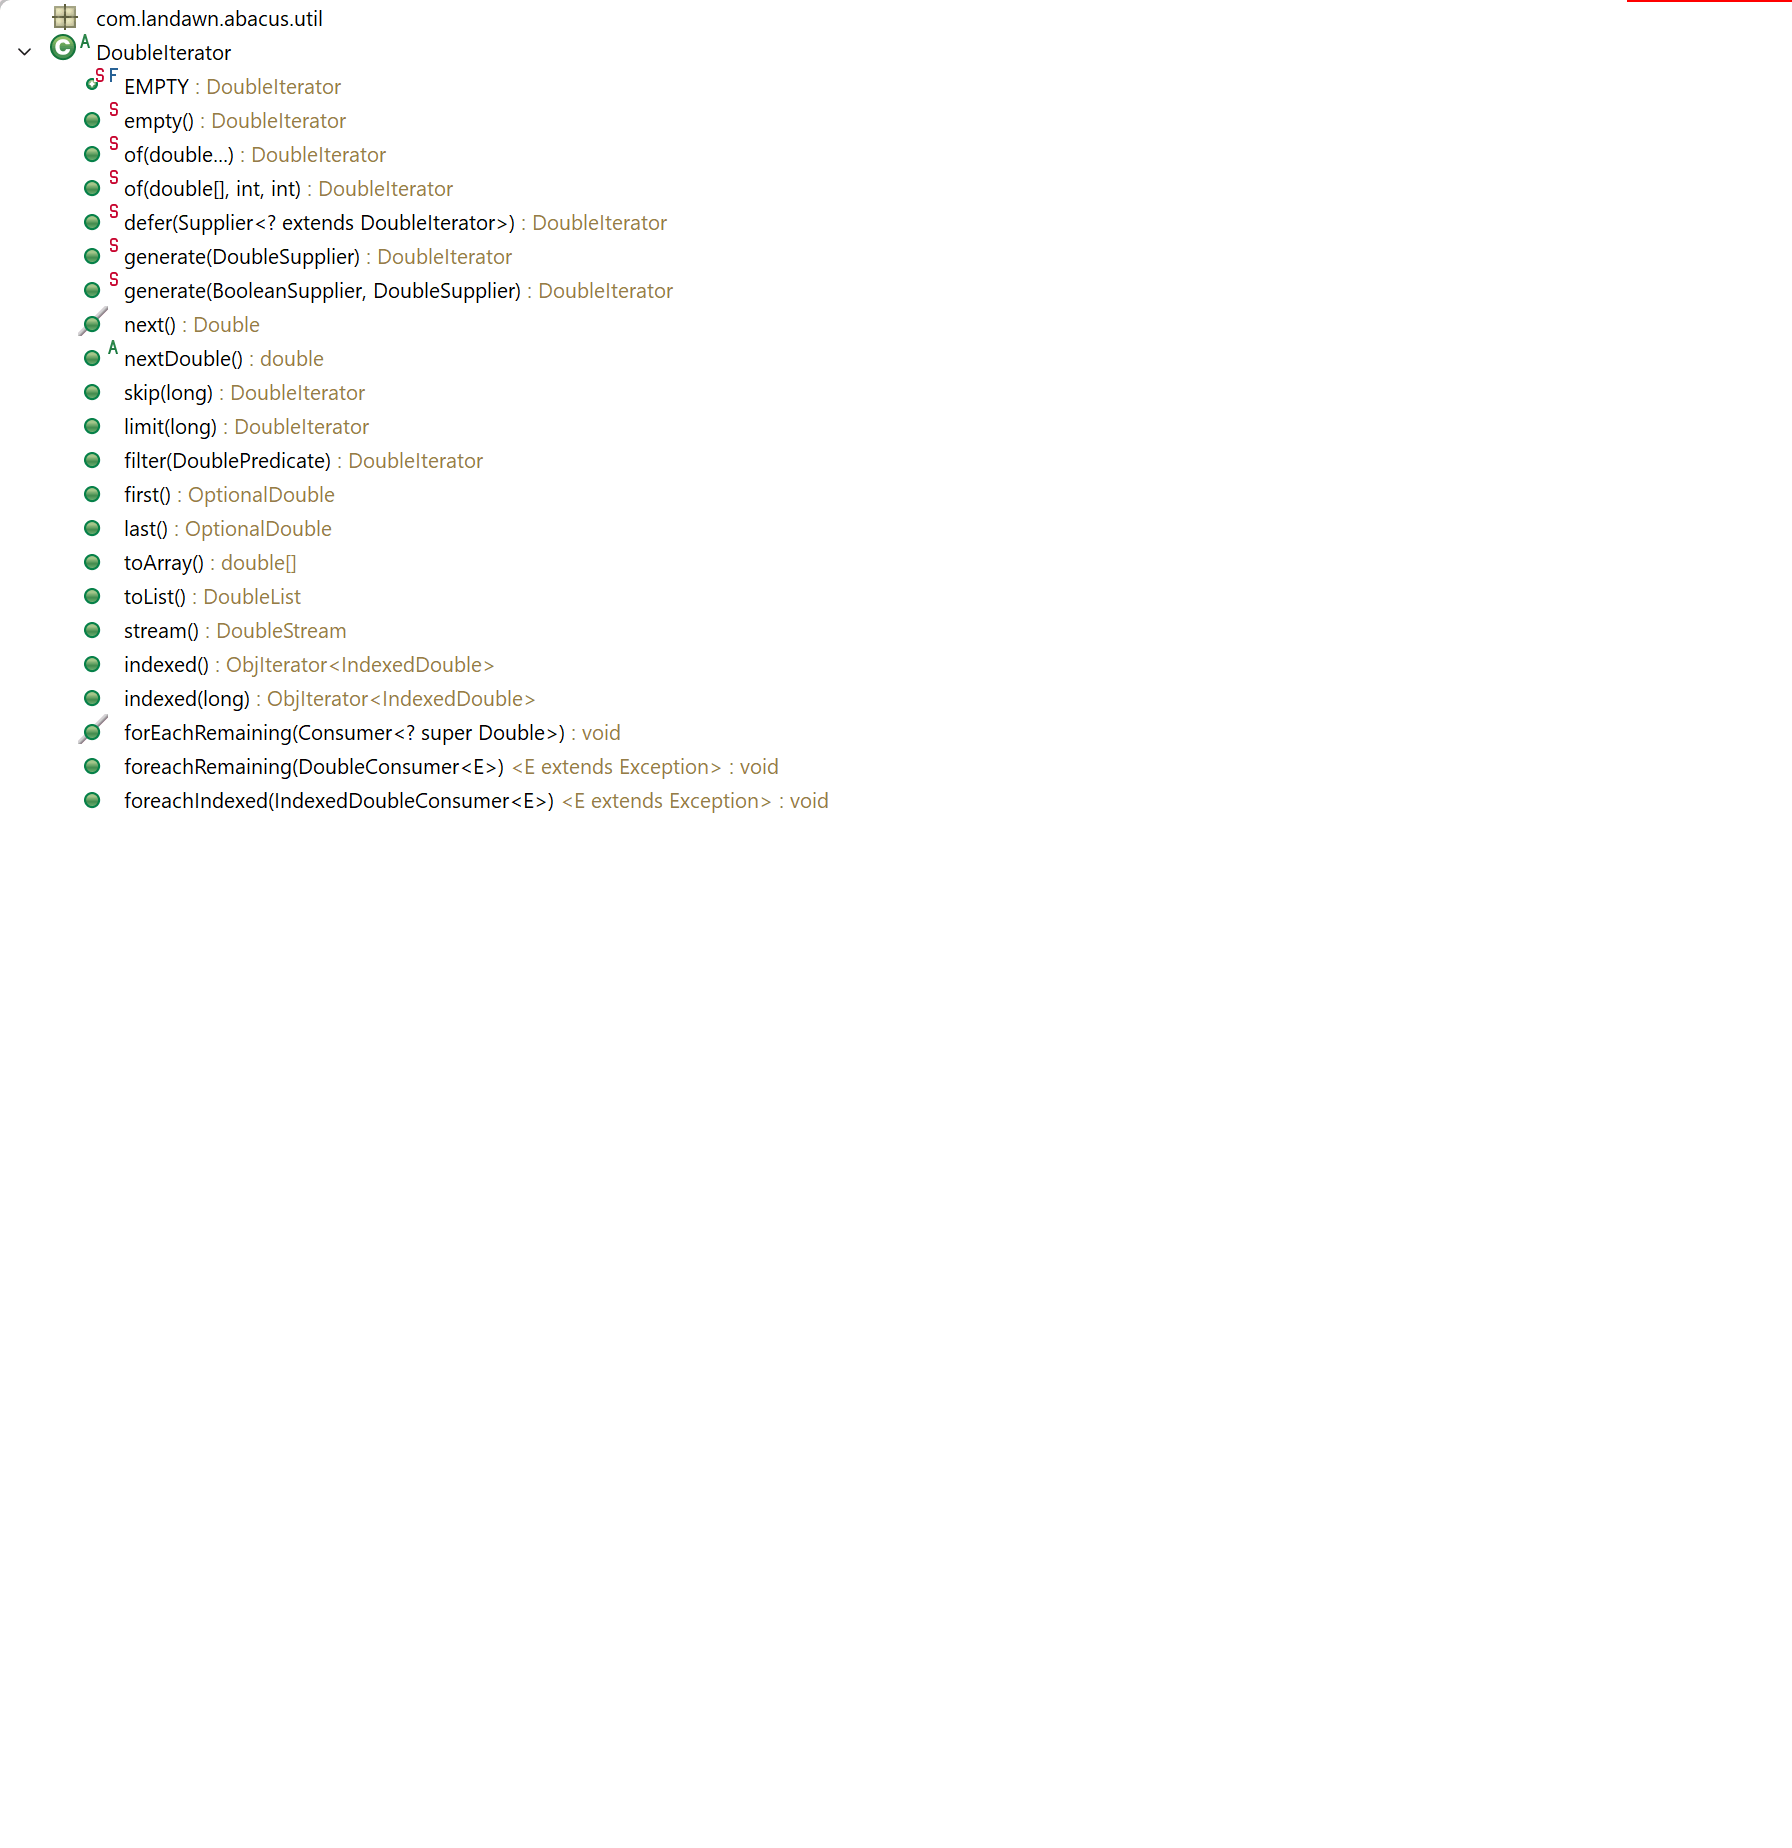 com.landawn.abacus.util
C A DoubleIterator
S F EMPTY : DoubleIterator
S empty() : DoubleIterator
S of(double...) : DoubleIterator
S of(double[], int, int) : DoubleIterator
S defer(Supplier<? extends DoubleIterator>) : DoubleIterator
S generate(DoubleSupplier) : DoubleIterator
S generate(BooleanSupplier, DoubleSupplier) : DoubleIterator
next() : Double
A nextDouble() : double
skip(long) : DoubleIterator
limit(long) : DoubleIterator
filter(DoublePredicate) : DoubleIterator
first() : OptionalDouble
last() : OptionalDouble
toArray() : double[]
toList() : DoubleList
stream() : DoubleStream
indexed() : ObjIterator<IndexedDouble>
indexed(long) : ObjIterator<IndexedDouble>
forEachRemaining(Consumer<? super Double>) : void
foreachRemaining(DoubleConsumer<E>) <E extends Exception> : void
foreachIndexed(IndexedDoubleConsumer<E>) <E extends Exception> : void